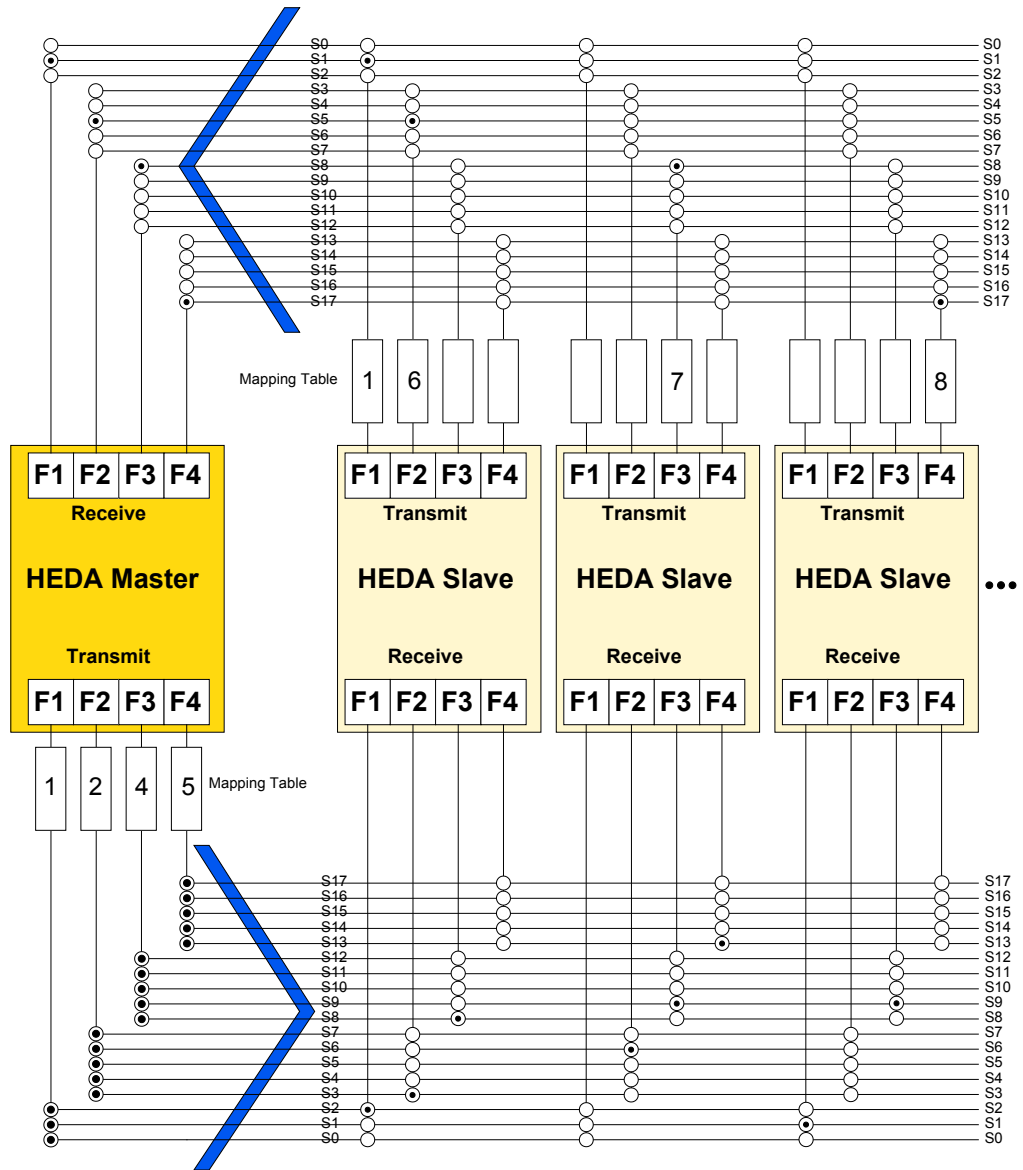 S0 S0
S1 S1
S2 S2
S3 S3
S4 S4
S5 S5
S6 S6
S7 S7
S8 S8
S9 S9
S10 S10
S11 S11
S12 S12
S13 S13
S14 S14
S15 S15
S16 S16
S17 S17
Mapping Table 1 6 7 8
F1 F2 F3 F4 F1 F2 F3 F4 F1 F2 F3 F4 F1 F2 F3 F4
Receive Transmit Transmit Transmit
HEDA Master HEDA Slave HEDA Slave HEDA Slave ...
Transmit Receive Receive Receive
F1 F2 F3 F4 F1 F2 F3 F4 F1 F2 F3 F4 F1 F2 F3 F4
1 2 4 5 Mapping Table
S17 S17
S16 S16
S15 S15
S14 S14
S13 S13
S12 S12
S11 S11
S10 S10
S9 S9
S8 S8
S7 S7
S6 S6
S5 S5
S4 S4
S3 S3
S2 S2
S1 S1
S0 S0